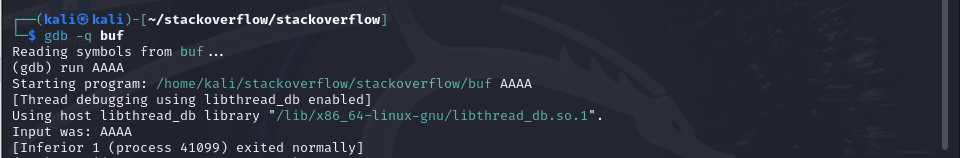 ┌──(kali㉿kali)-[~/stackoverflow/stackoverflow]
└─$ gdb -q buf
Reading symbols from buf...
(gdb) run AAAA
Starting program: /home/kali/stackoverflow/stackoverflow/buf AAAA
[Thread debugging using libthread_db enabled]
Using host libthread_db library "/lib/x86_64-linux-gnu/libthread_db.so.1".
Input was: AAAA
[Inferior 1 (process 41099) exited normally]